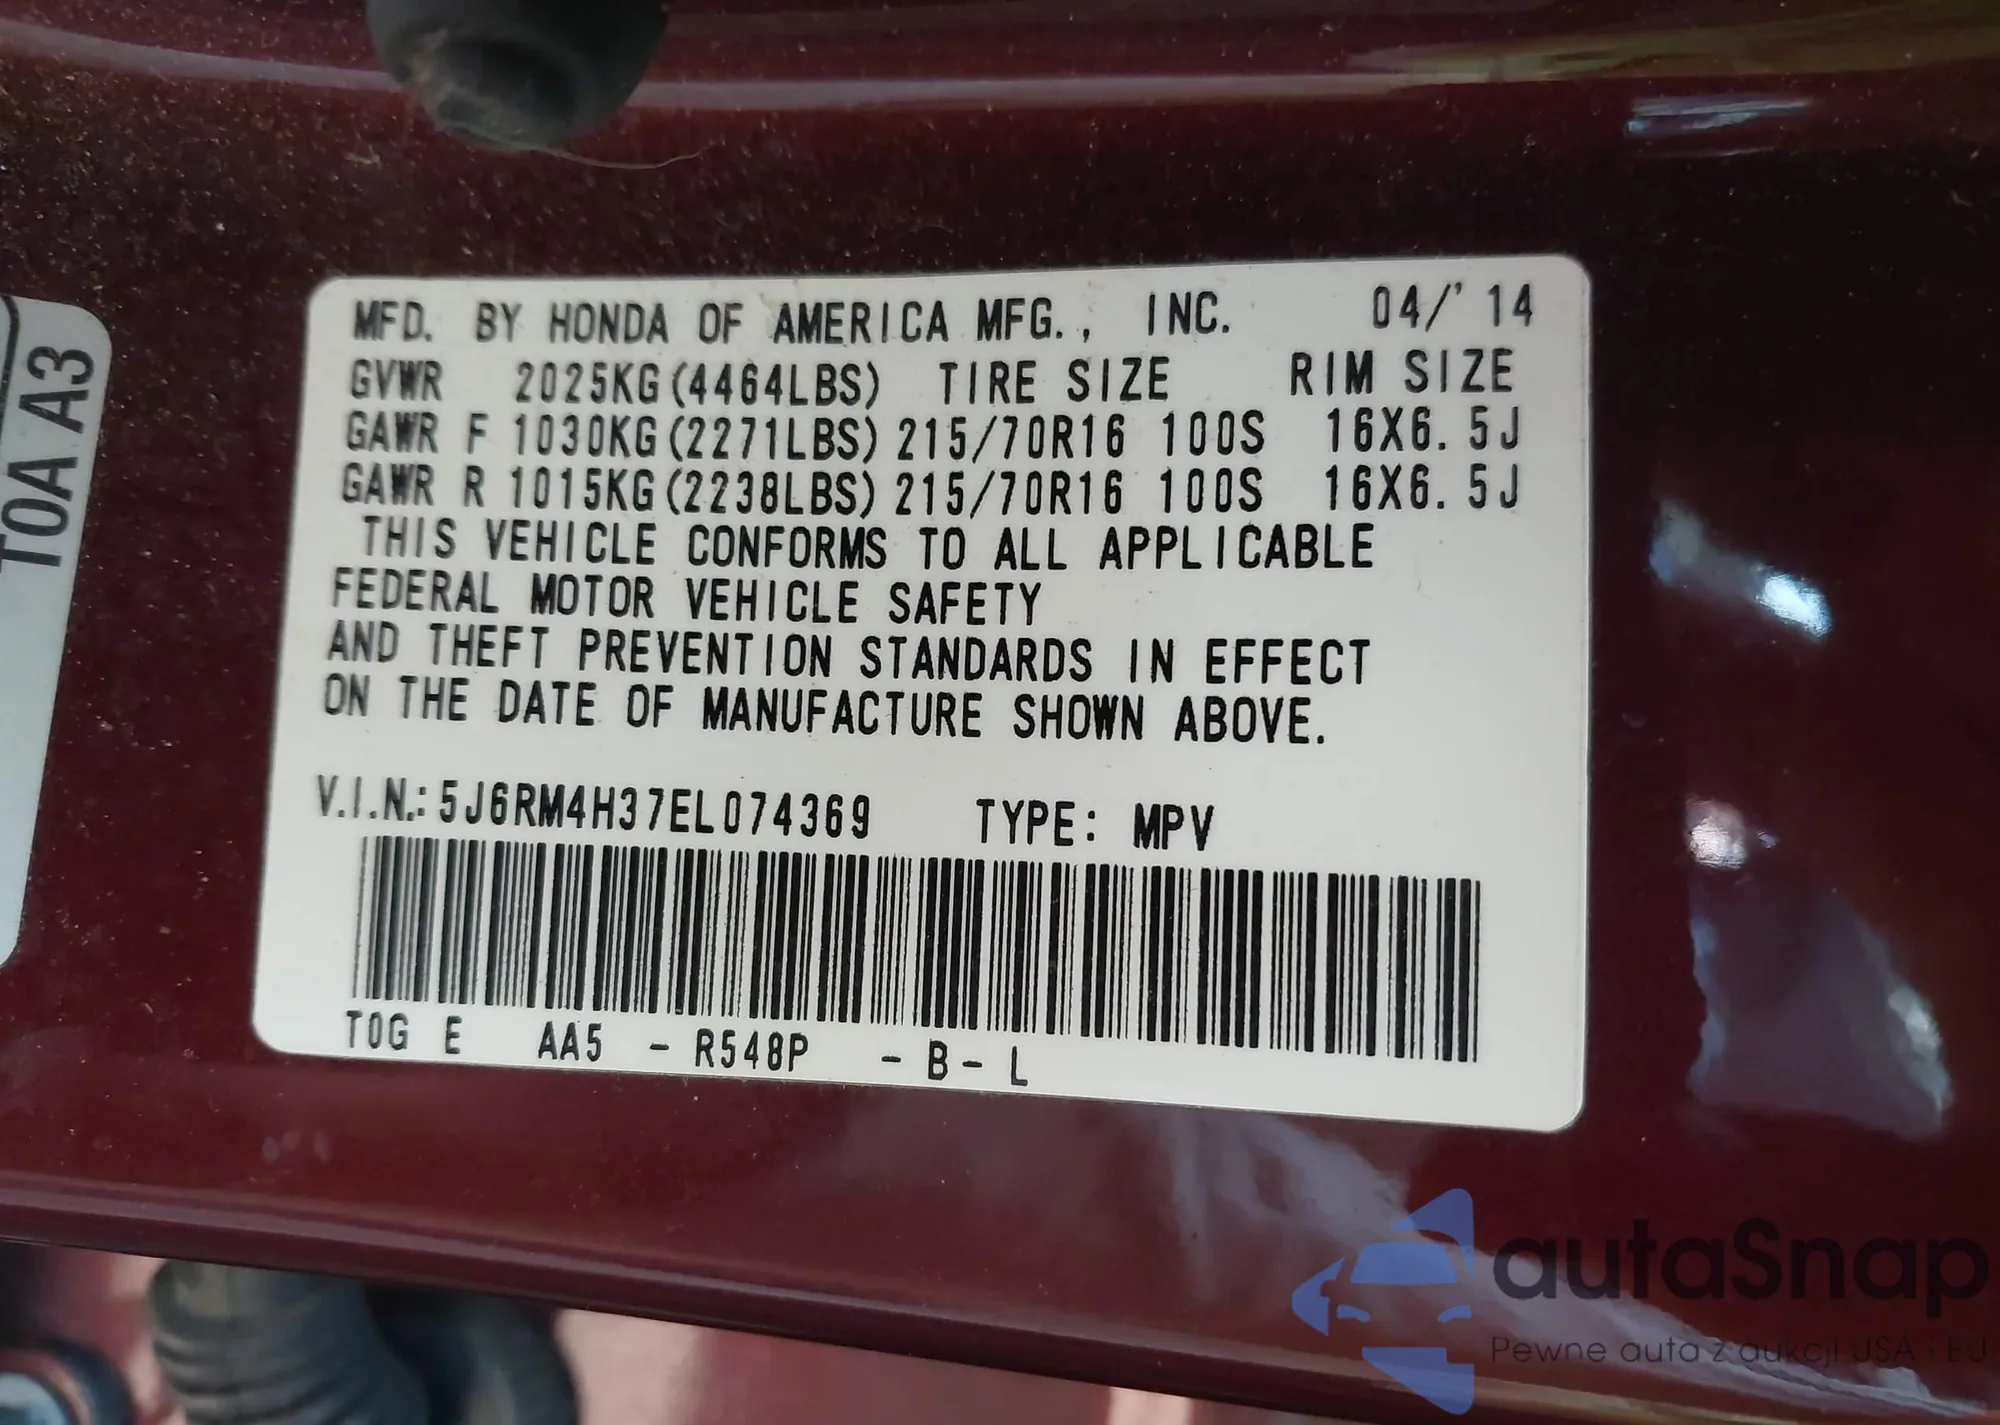 T0A A3
MFD. BY HONDA OF AMERICA MFG., INC. 04/'14
GVWR 2025KG(4464LBS) TIRE SIZE RIM SIZE
GAWR F 1030KG(2271LBS) 215/70R16 100S 16X6.5J
GAWR R 1015KG(2238LBS) 215/70R16 100S 16X6.5J
THIS VEHICLE CONFORMS TO ALL APPLICABLE
FEDERAL MOTOR VEHICLE SAFETY
AND THEFT PREVENTION STANDARDS IN EFFECT
ON THE DATE OF MANUFACTURE SHOWN ABOVE.
V.I.N.: 5J6RM4H37EL074369 TYPE: MPV
T0G E AA5 - R548P - B - L
autaSnap
Pewne auta z aukcji USA i EU